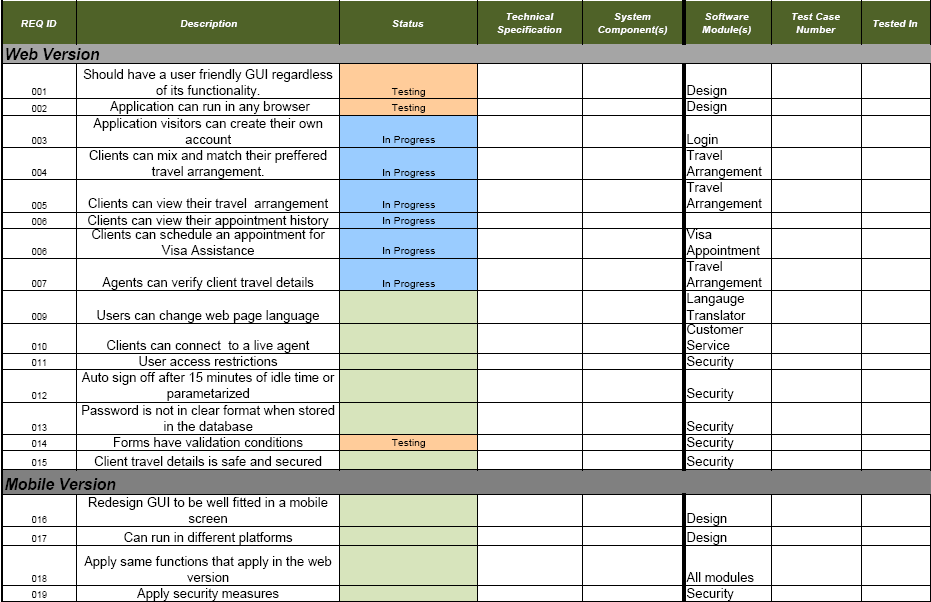 REQ ID Description Status Technical Specification System Component(s) Software Module(s) Test Case Number Tested In
Web Version
001 Should have a user friendly GUI regardless of its functionality. Testing Design
002 Application can run in any browser Testing Design
003 Application visitors can create their own account In Progress Login
004 Clients can mix and match their preffered travel arrangement. In Progress Travel Arrangement
005 Clients can view their travel arrangement In Progress Travel Arrangement
006 Clients can view their appointment history In Progress
006 Clients can schedule an appointment for Visa Assistance In Progress Visa Appointment
007 Agents can verify client travel details In Progress Travel Arrangement
009 Users can change web page language Langauge Translator
010 Clients can connect to a live agent Customer Service
011 User access restrictions Security
012 Auto sign off after 15 minutes of idle time or parametarized Security
013 Password is not in clear format when stored in the database Security
014 Forms have validation conditions Testing Security
015 Client travel details is safe and secured Security
Mobile Version
016 Redesign GUI to be well fitted in a mobile screen Design
017 Can run in different platforms Design
018 Apply same functions that apply in the web version All modules
019 Apply security measures Security